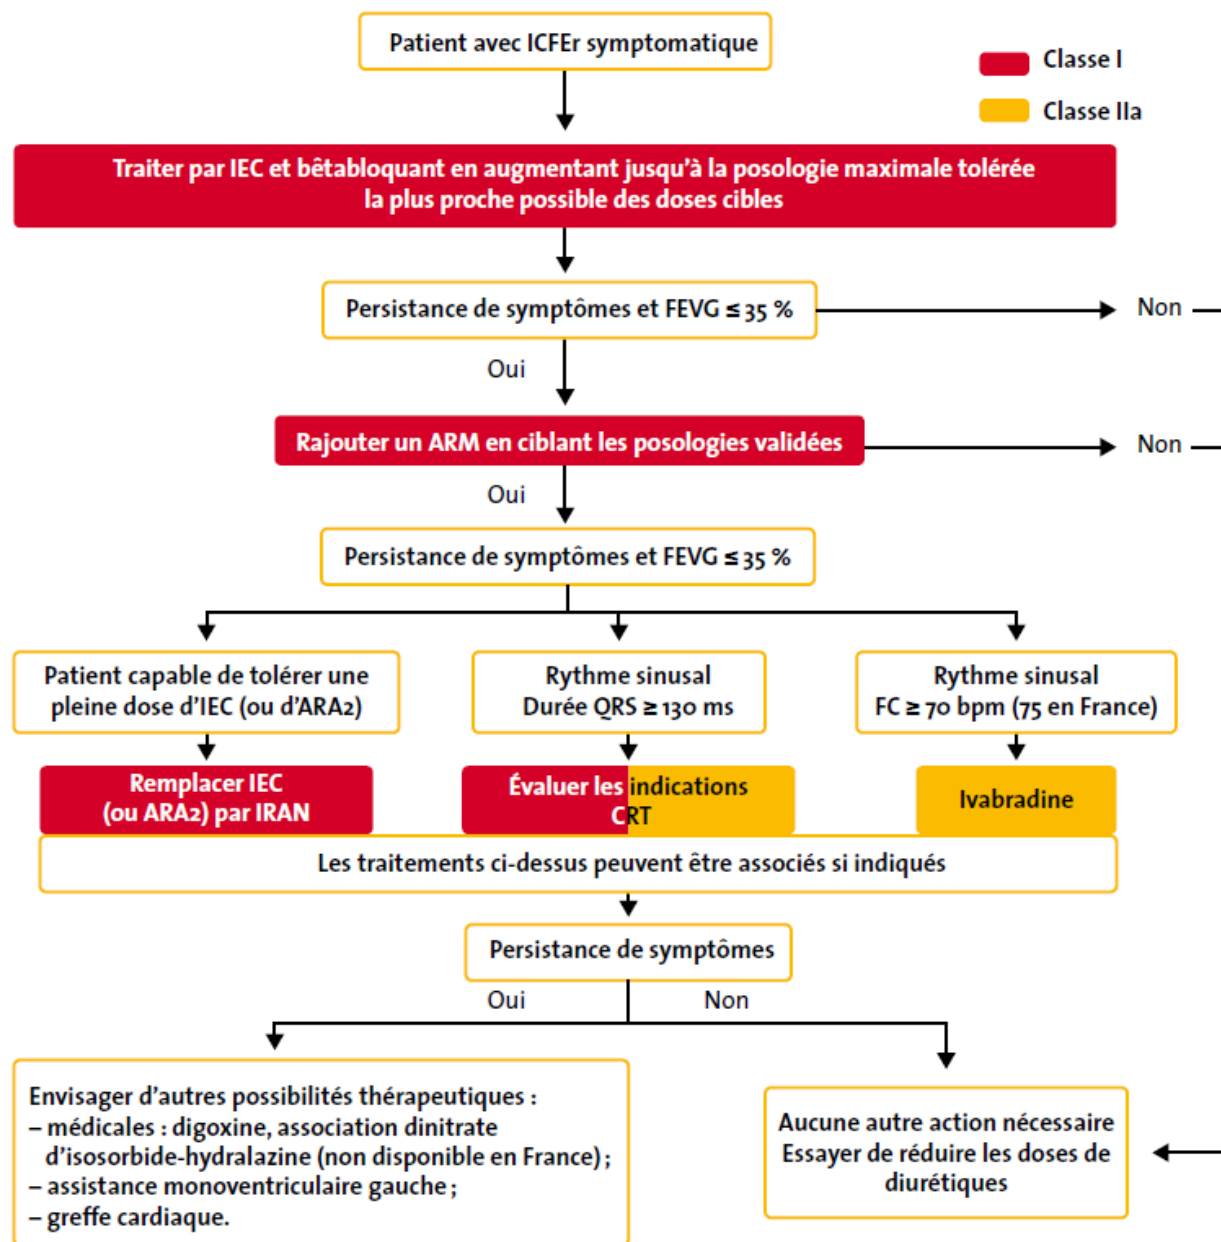 Patient avec ICFEr symptomatique
Classe I
Classe IIa
Traiter par IEC et bêtabloquant en augmentant jusqu'à la posologie maximale tolérée
la plus proche possible des doses cibles
Persistance de symptômes et FEVG ≤ 35 %
Non
Oui
Rajouter un ARM en ciblant les posologies validées
Non
Oui
Persistance de symptômes et FEVG ≤ 35 %
Patient capable de tolérer une
pleine dose d'IEC (ou d'ARA2)
Rythme sinusal
Durée QRS ≥ 130 ms
Rythme sinusal
FC ≥ 70 bpm (75 en France)
Remplacer IEC
(ou ARA2) par IRAN
Évaluer les indications
CRT
Ivabradine
Les traitements ci-dessus peuvent être associés si indiqués
Persistance de symptômes
Oui
Non
Envisager d'autres possibilités thérapeutiques :
– médicales : digoxine, association dinitrate
d'isosorbide-hydralazine (non disponible en France) ;
– assistance monoventriculaire gauche ;
– greffe cardiaque.
Aucune autre action nécessaire
Essayer de réduire les doses de
diurétiques